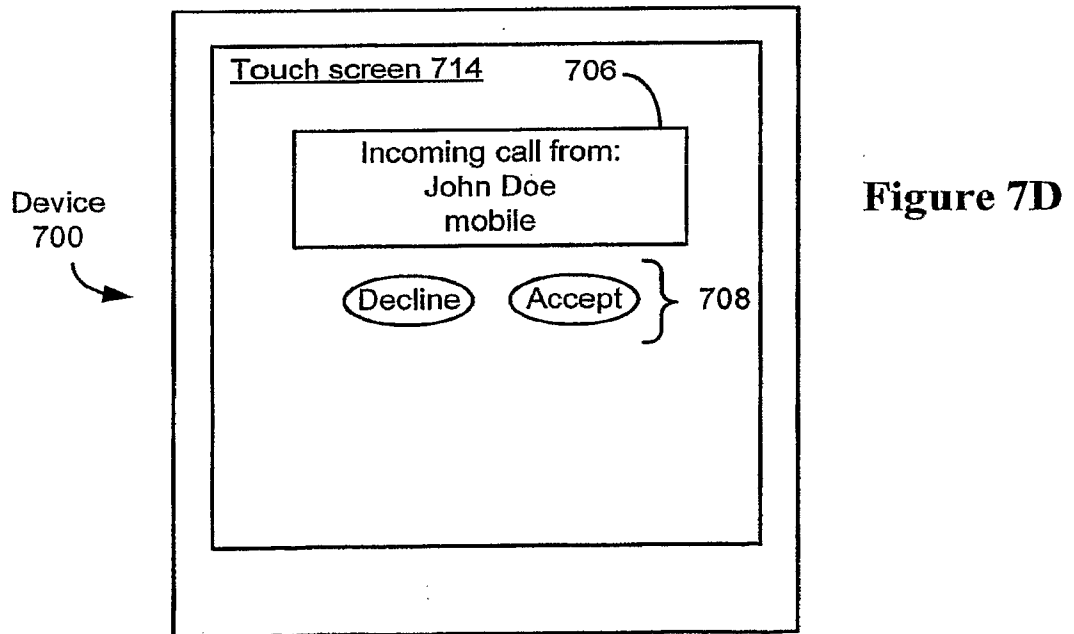 Touch screen 714
706
Incoming call from:
John Doe
mobile
Device
700
Decline
Accept
708
Figure 7D